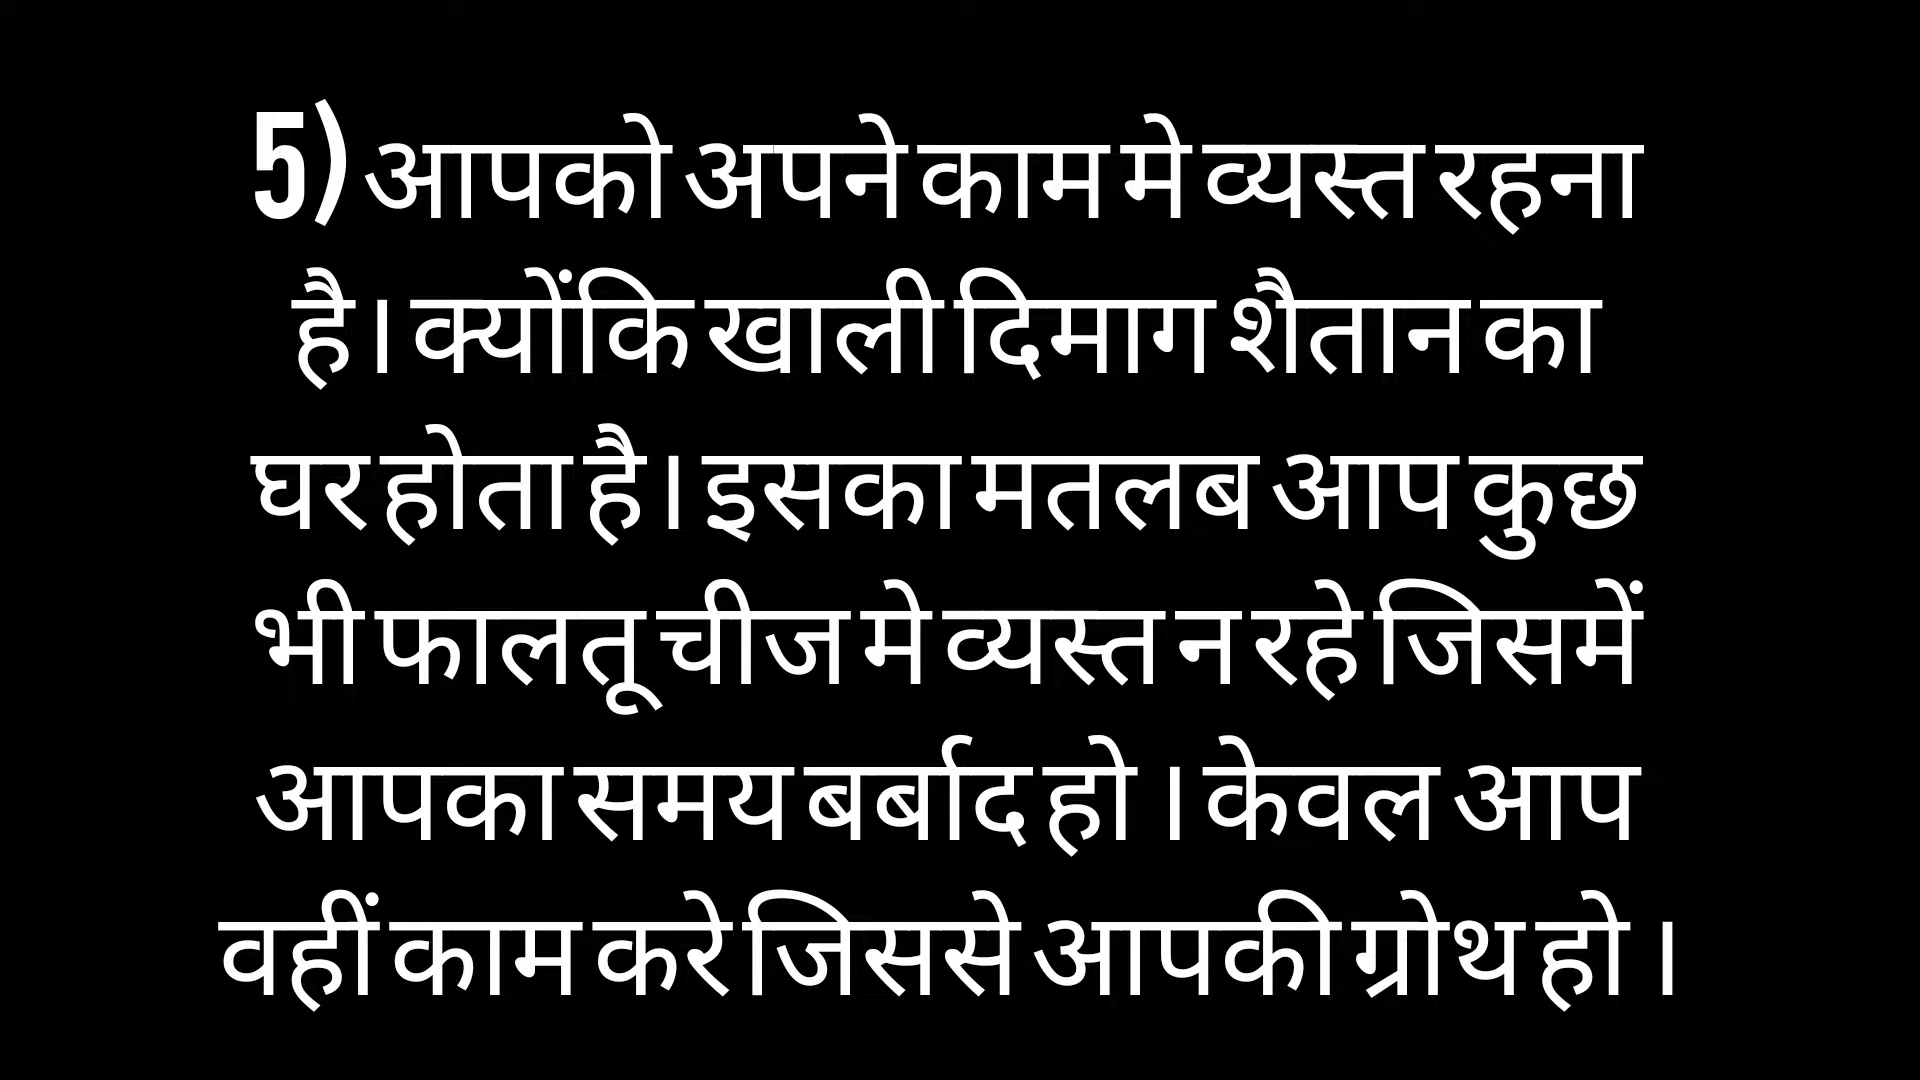 5) आपको अपने काम मे व्यस्त रहना
है। क्योंकि खाली दिमाग शैतान का
घर होता है। इसका मतलब आप कुछ
भी फालतू चीज मे व्यस्त न रहे जिसमें
आपका समय बर्बाद हो । केवल आप
वहीं काम करे जिससे आपकी ग्रोथ हो ।